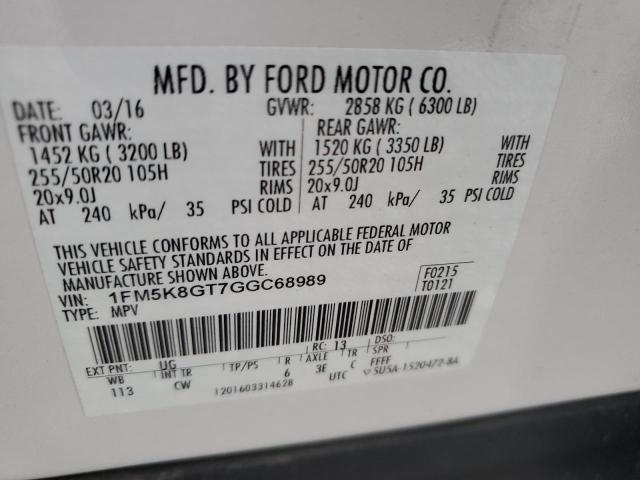 MFD. BY FORD MOTOR CO.
DATE: 03/16 GVWR: 2858 KG ( 6300 LB)
FRONT GAWR: REAR GAWR:
1452 KG ( 3200 LB) WITH 1520 KG ( 3350 LB) WITH
255/50R20 105H TIRES 255/50R20 105H TIRES
20x9.0J RIMS 20x9.0J RIMS
AT 240 kPa/ 35 PSI COLD AT 240 kPa/ 35 PSI COLD
THIS VEHICLE CONFORMS TO ALL APPLICABLE FEDERAL MOTOR
VEHICLE SAFETY STANDARDS IN EFFECT ON THE DATE OF
MANUFACTURE SHOWN ABOVE.
VIN: 1FM5K8GT7GGC68989 F0215
TYPE: MPV T0121
EXT PNT: UG RC: 13 DSO:
WB INT TR TP/PS R AXLE TR SPR
113 CW 6 3E C FFFF
1201603314628 UTC 5U5A-1520472-8A